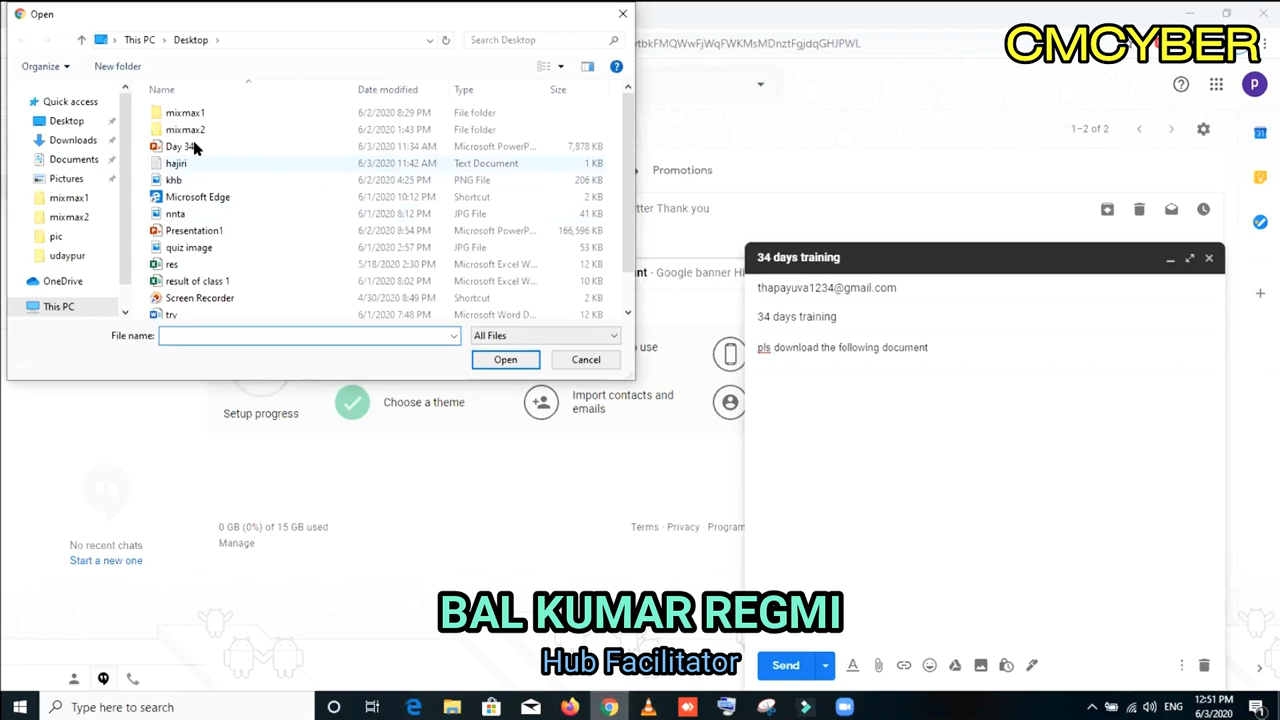 Open
This PC > Desktop >
Search Desktop
Organize
New folder
Name Date modified Type Size
Quick access
Desktop
Downloads
Documents
Pictures
mixmax1
mixmax2
pic
udaypur
OneDrive
This PC
mixmax1 6/2/2020 8:29 PM File folder
mixmax2 6/2/2020 1:43 PM File folder
Day 34 6/3/2020 11:34 AM Microsoft PowerP... 7,878 KB
hajiri 6/3/2020 11:42 AM Text Document 1 KB
khb 6/2/2020 4:25 PM PNG File 206 KB
Microsoft Edge 6/1/2020 10:12 PM Shortcut 2 KB
nnta 6/1/2020 8:12 PM JPG File 41 KB
Presentation1 6/2/2020 8:54 PM Microsoft PowerP... 166,596 KB
quiz image 6/1/2020 2:57 PM JPG File 53 KB
res 5/18/2020 2:30 PM Microsoft Excel W... 12 KB
result of class 1 6/1/2020 8:02 PM Microsoft Excel W... 10 KB
Screen Recorder 4/30/2020 8:49 PM Shortcut 2 KB
try 6/1/2020 7:48 PM Microsoft Word D... 12 KB
File name:
All Files
Open
Cancel
CMCYBER
p
1–2 of 2
Promotions
tter Thank you
nt - Google banner Hi
to use
Setup progress
Choose a theme
Import contacts and
emails
No recent chats
Start a new one
0 GB (0%) of 15 GB used
Manage
Terms - Privacy - Program
34 days training
thapayuva1234@gmail.com
34 days training
pls download the following document
Send
BAL KUMAR REGMI
Hub Facilitator
Type here to search
ENG
12:51 PM
6/3/2020
1